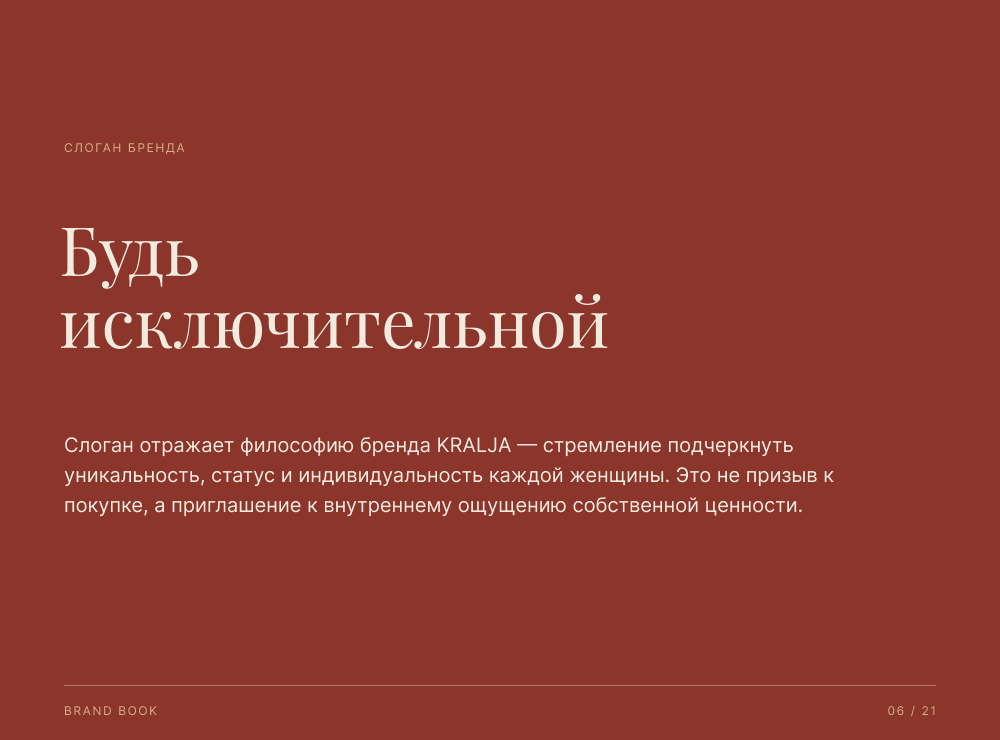 СЛОГАН БРЕНДА
Будь
исключительной
Слоган отражает философию бренда KRALJA — стремление подчеркнуть
уникальность, статус и индивидуальность каждой женщины. Это не призыв к
покупке, а приглашение к внутреннему ощущению собственной ценности.
BRAND BOOK
06 / 21